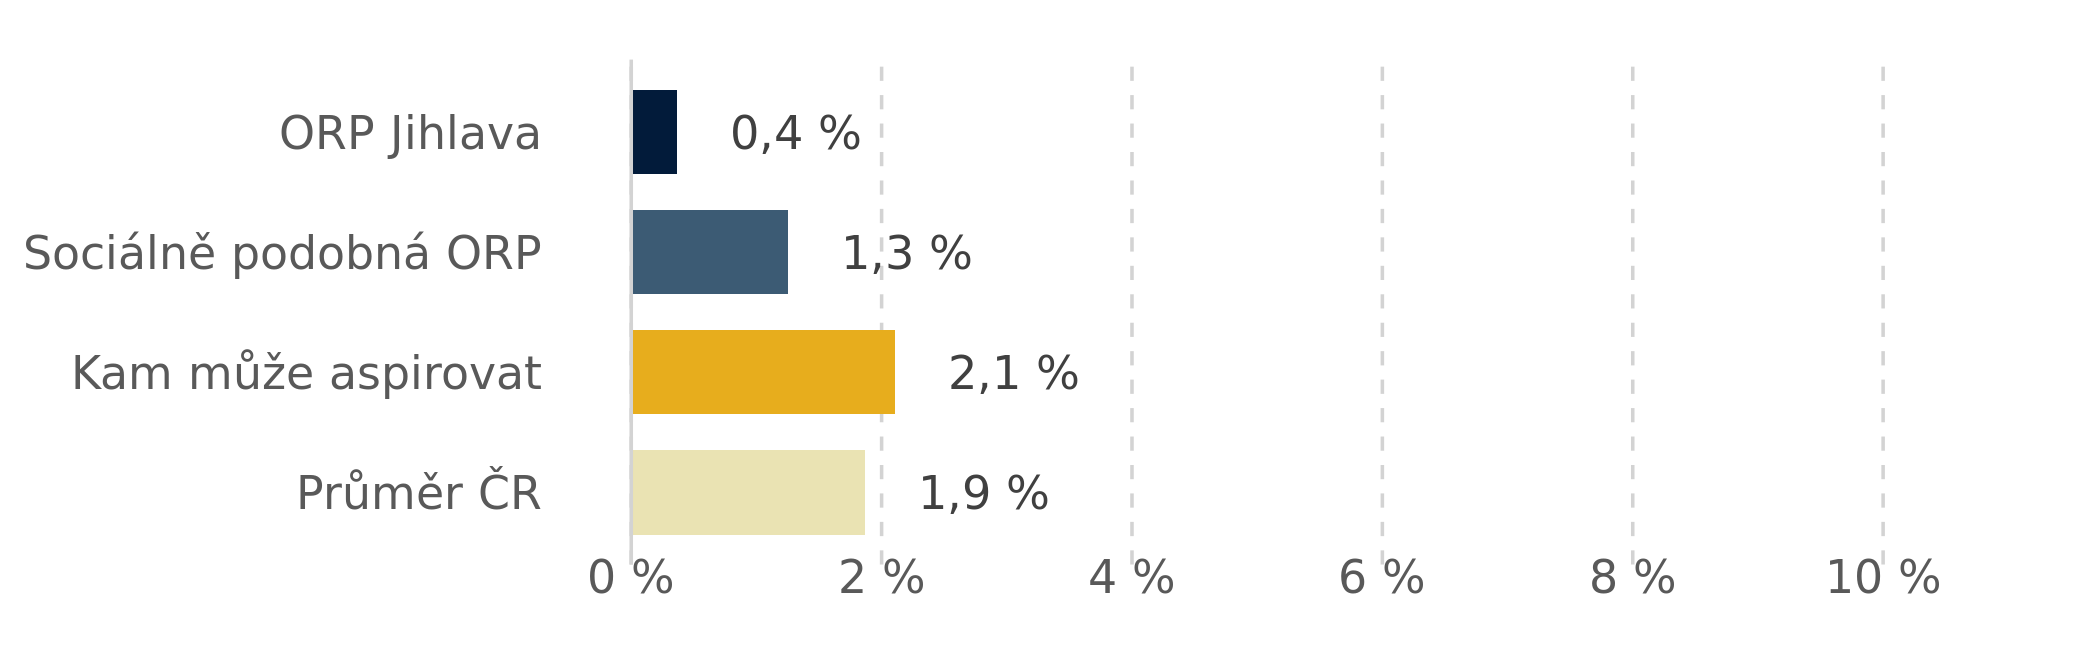 ORP Jihlava 0,4 %
Sociálně podobná ORP 1,3 %
Kam může aspirovat 2,1 %
Průměr ČR 1,9 %
0 % 2 % 4 % 6 % 8 % 10 %